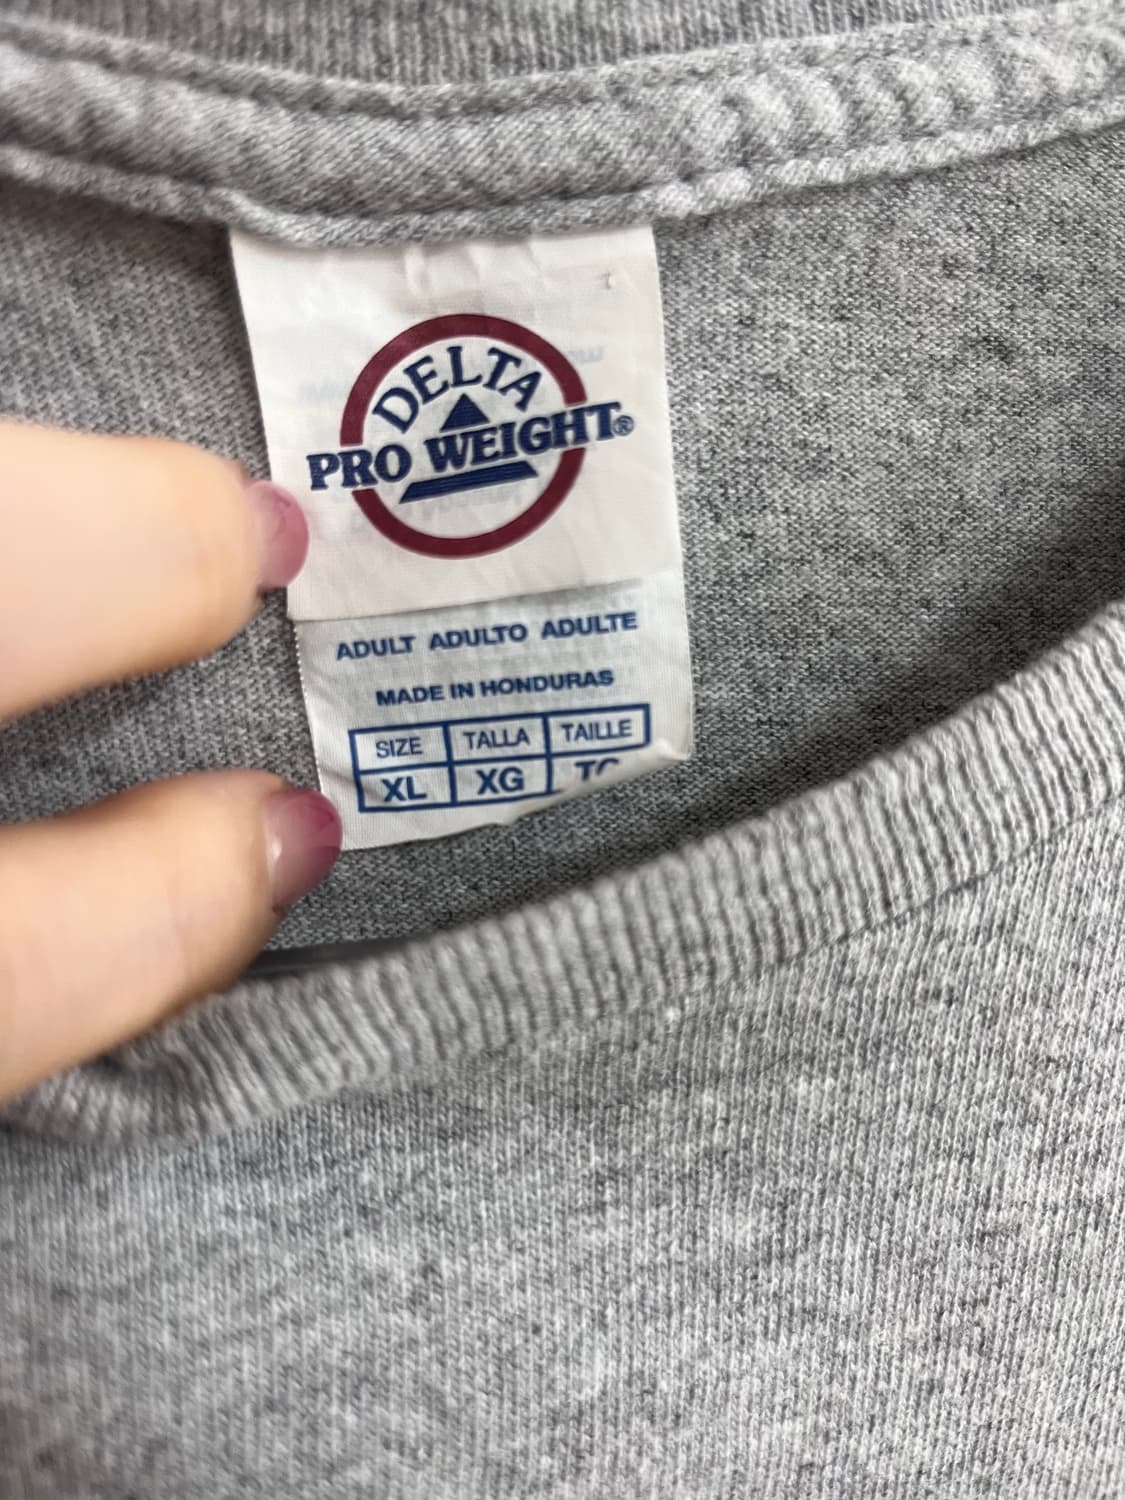 DELTA
PRO WEIGHT®
ADULT ADULTO ADULTE
MADE IN HONDURAS
SIZE TALLA TAILLE
XL XG